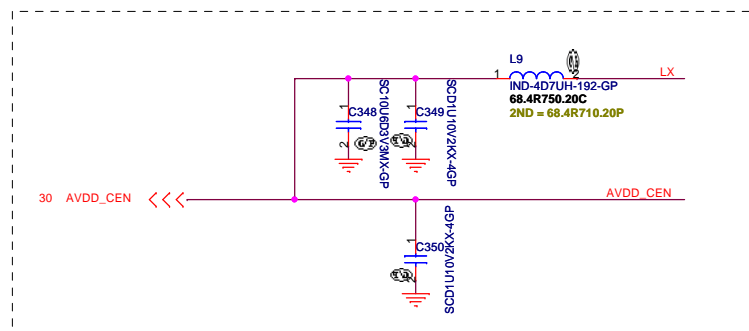 L9
1
2
LX
IND-4D7UH-192-GP
68.4R750.20C
2ND = 68.4R710.20P
1
C348
2
SC10U6D3V3MX-GP
1
C349
2
SCD1U10V2KX-4GP
30 AVDD_CEN
AVDD_CEN
1
C350
2
SCD1U10V2KX-4GP